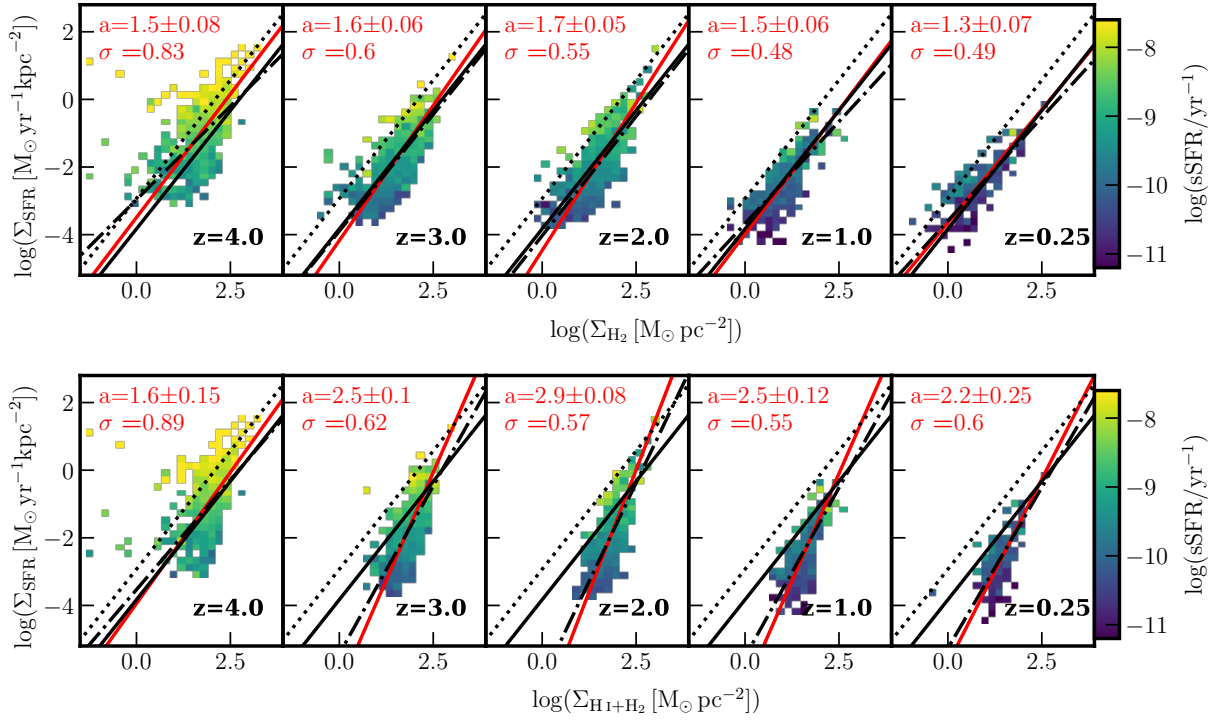 a=1.5±0.08
σ =0.83
a=1.6±0.06
σ =0.6
a=1.7±0.05
σ =0.55
a=1.5±0.06
σ =0.48
a=1.3±0.07
σ =0.49
2
0
−2
−4
log(Σ_SFR [M_⊙ yr⁻¹kpc⁻²])
z=4.0
z=3.0
z=2.0
z=1.0
z=0.25
0.0 2.5 0.0 2.5 0.0 2.5 0.0 2.5 0.0 2.5
log(Σ_H₂ [M_⊙ pc⁻²])
−8
−9
−10
−11
log(sSFR/yr⁻¹)
a=1.6±0.15
σ =0.89
a=2.5±0.1
σ =0.62
a=2.9±0.08
σ =0.57
a=2.5±0.12
σ =0.55
a=2.2±0.25
σ =0.6
2
0
−2
−4
log(Σ_SFR [M_⊙ yr⁻¹kpc⁻²])
z=4.0
z=3.0
z=2.0
z=1.0
z=0.25
0.0 2.5 0.0 2.5 0.0 2.5 0.0 2.5 0.0 2.5
log(Σ_H I+H₂ [M_⊙ pc⁻²])
−8
−9
−10
−11
log(sSFR/yr⁻¹)